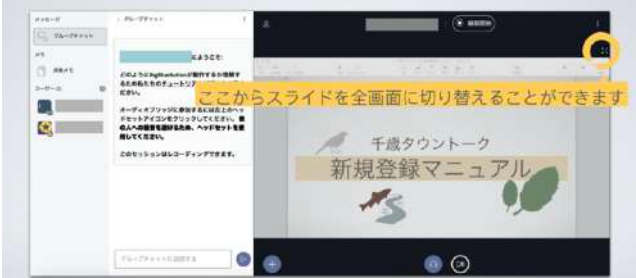 メッセージ
グループチャット
メモ
共有メモ
ユーザー
グループチャット
にようこそ!
どのようにBigBlueButtonが動作するか理解す
るため私たちのチュートリアル
ださい。
オーディオブリッジに参加するには左上のヘッ
ドセットアイコンをクリックしてください。他
の人への騒音を避けるため、ヘッドセットを使
用してください。
このセッションはレコーディングできます。
グループチャットに送信する
録画開始
ここからスライドを全画面に切り替えることができます
千歳タウントーク
新規登録マニュアル